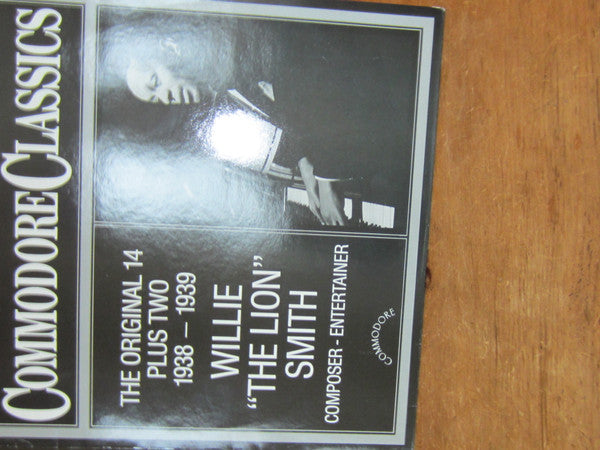 COMMODORE CLASSICS
THE ORIGINAL 14
PLUS TWO
1938 – 1939
WILLIE
“THE LION”
SMITH
COMPOSER - ENTERTAINER
COMMODORE